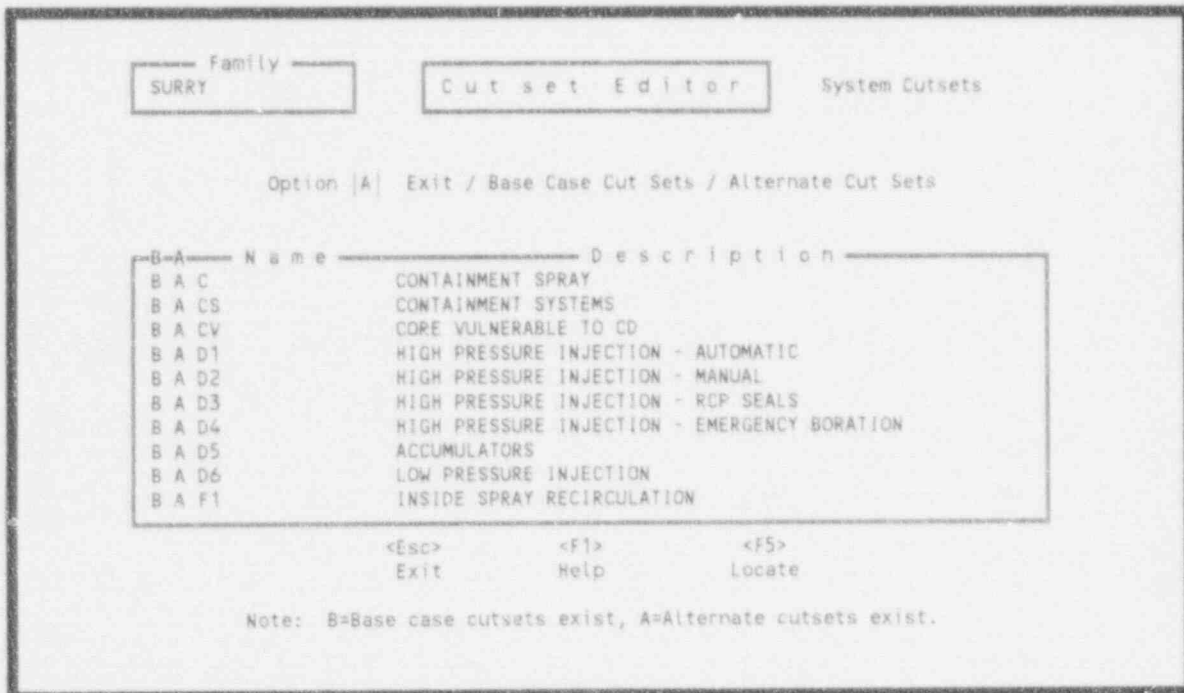 Family
SURRY Cut set Editor System Cutsets
Option |A| Exit / Base Case Cut Sets / Alternate Cut Sets
B A Name Description
B A C CONTAINMENT SPRAY
B A CS CONTAINMENT SYSTEMS
B A CV CORE VULNERABLE TO CD
B A D1 HIGH PRESSURE INJECTION - AUTOMATIC
B A D2 HIGH PRESSURE INJECTION - MANUAL
B A D3 HIGH PRESSURE INJECTION - RCP SEALS
B A D4 HIGH PRESSURE INJECTION - EMERGENCY BORATION
B A D5 ACCUMULATORS
B A D6 LOW PRESSURE INJECTION
B A F1 INSIDE SPRAY RECIRCULATION
<Esc> <F1> <F5>
Exit Help Locate
Note: B=Base case cutsets exist, A=Alternate cutsets exist.